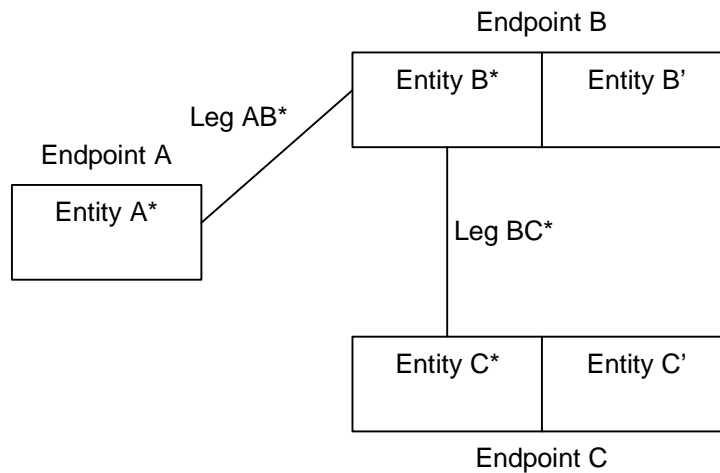 Endpoint B
Entity B*
Entity B’
Leg AB*
Endpoint A
Entity A*
Leg BC*
Entity C*
Entity C’
Endpoint C